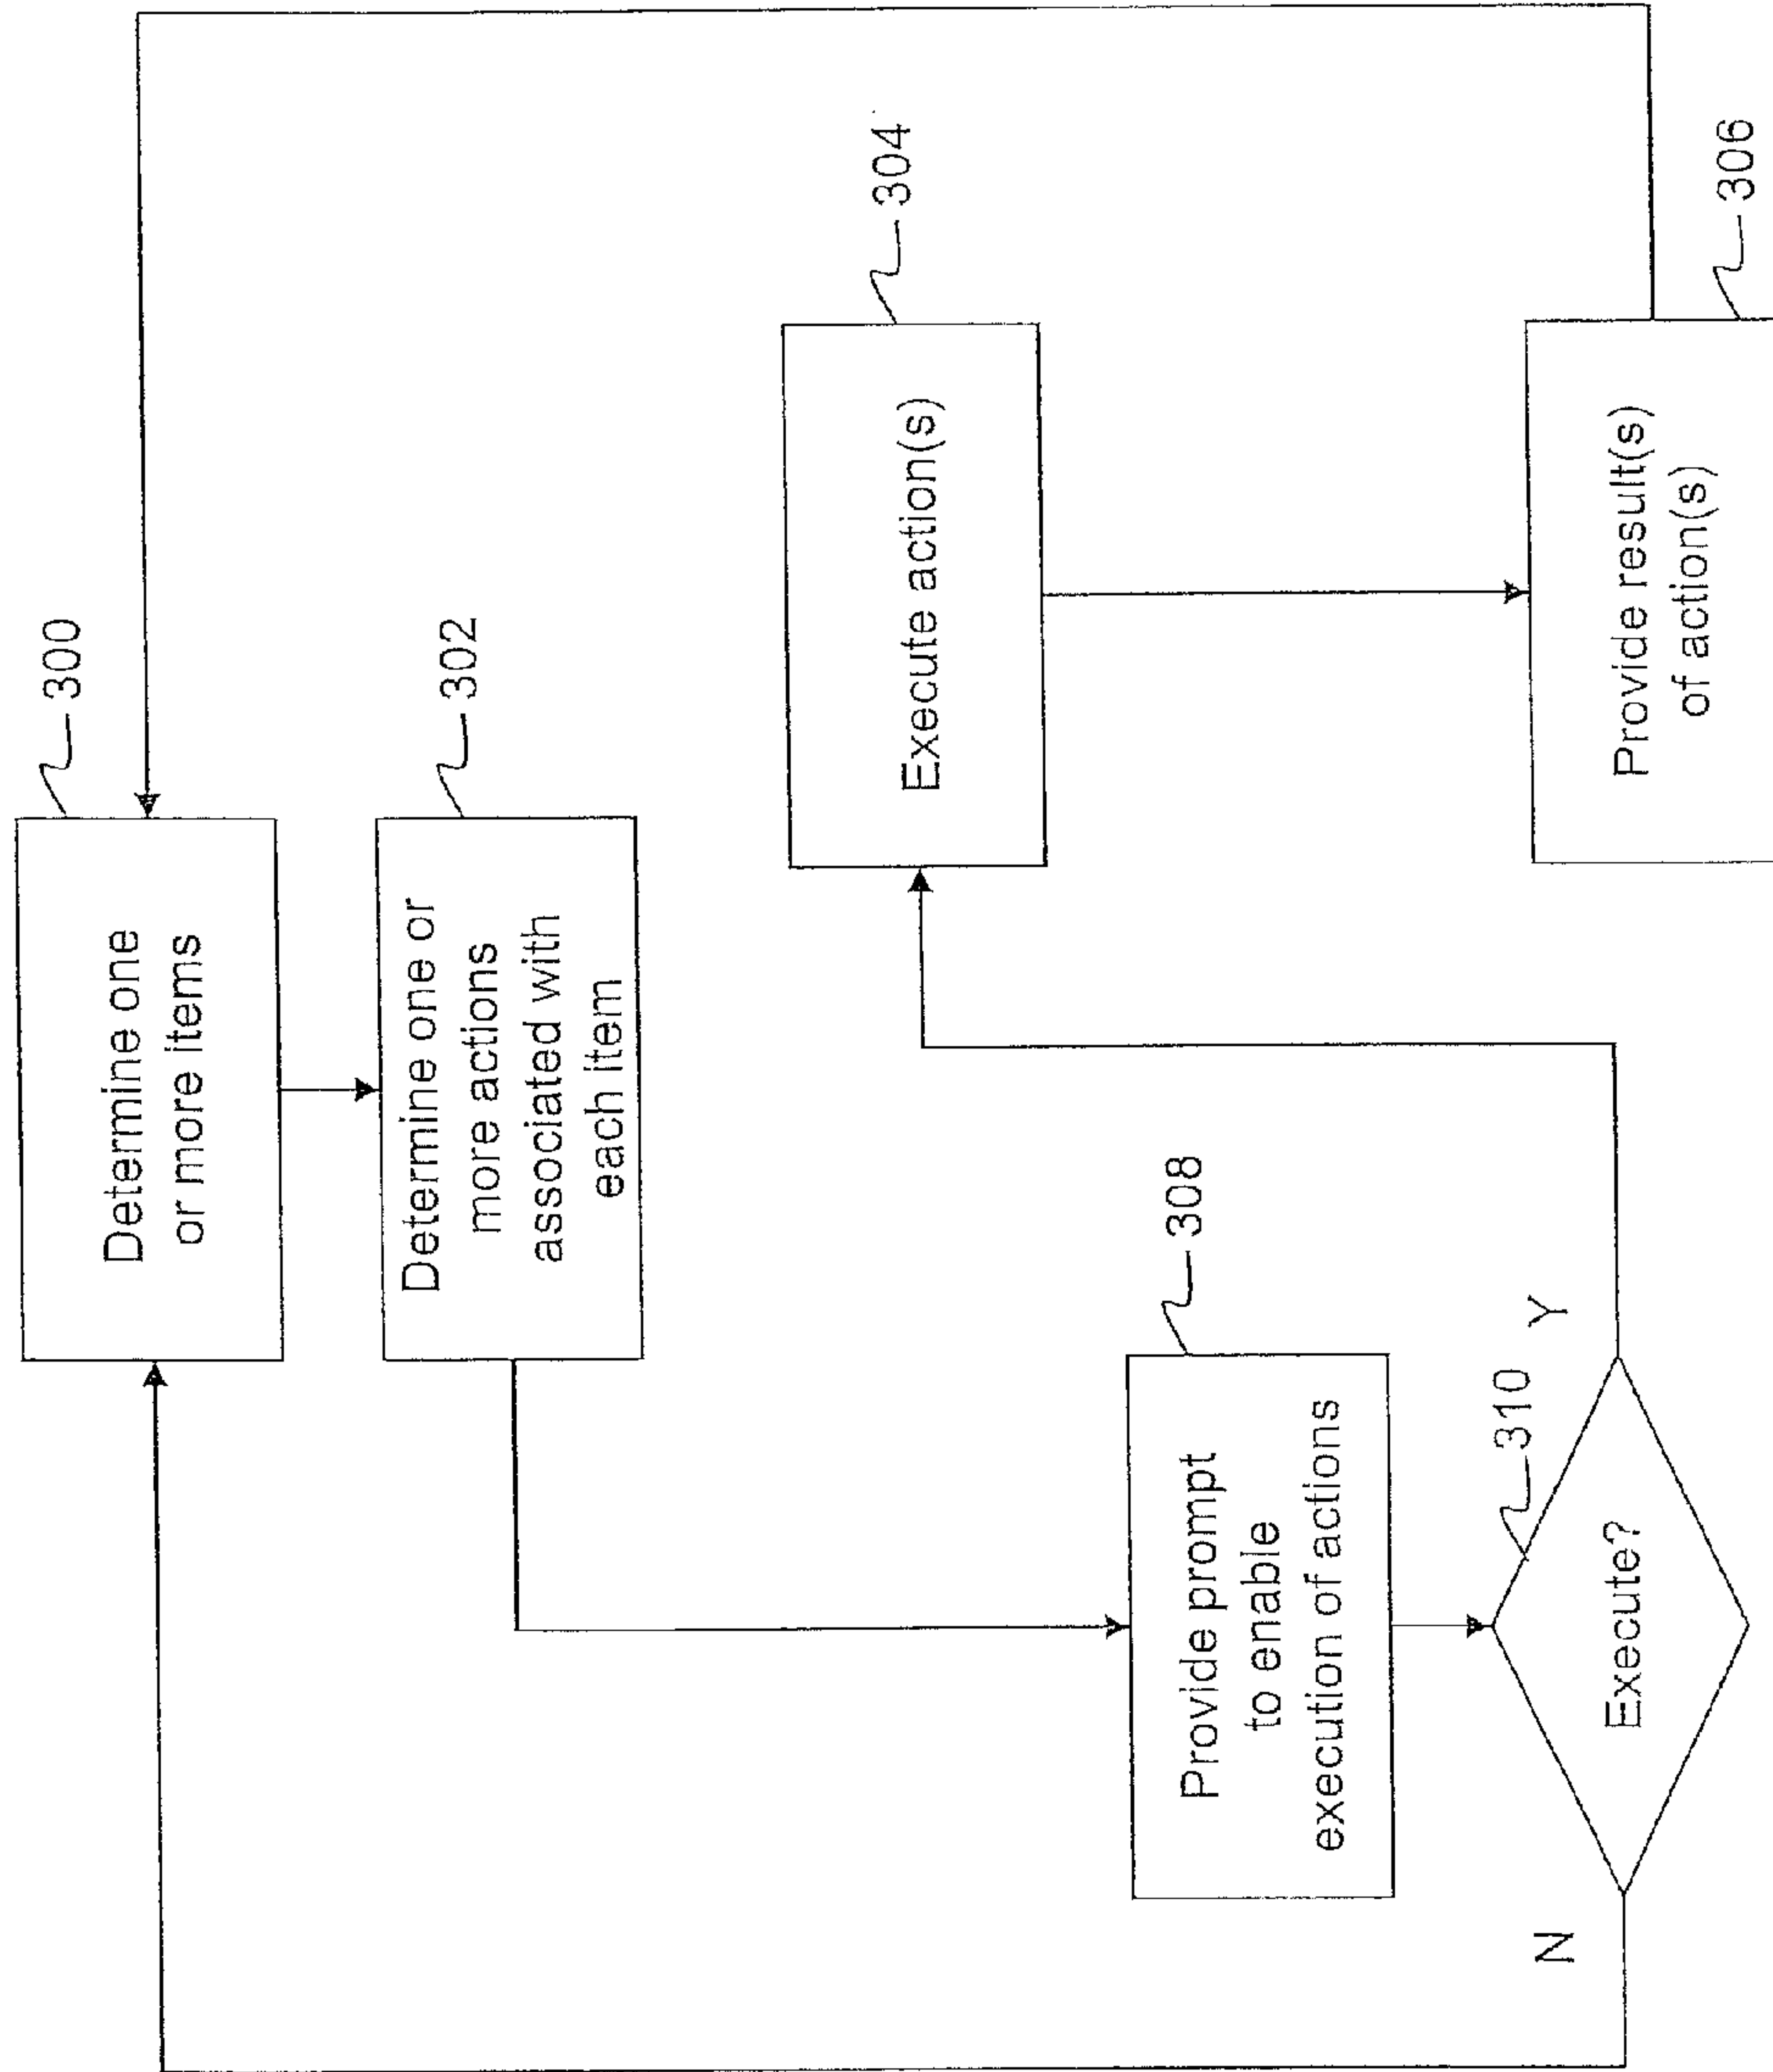 Determine one
or more items
300
Determine one or
more actions
associated with
each item
302
Provide prompt
to enable
execution of actions
308
Execute?
310
Y
N
Execute action(s)
304
Provide result(s)
of action(s)
306